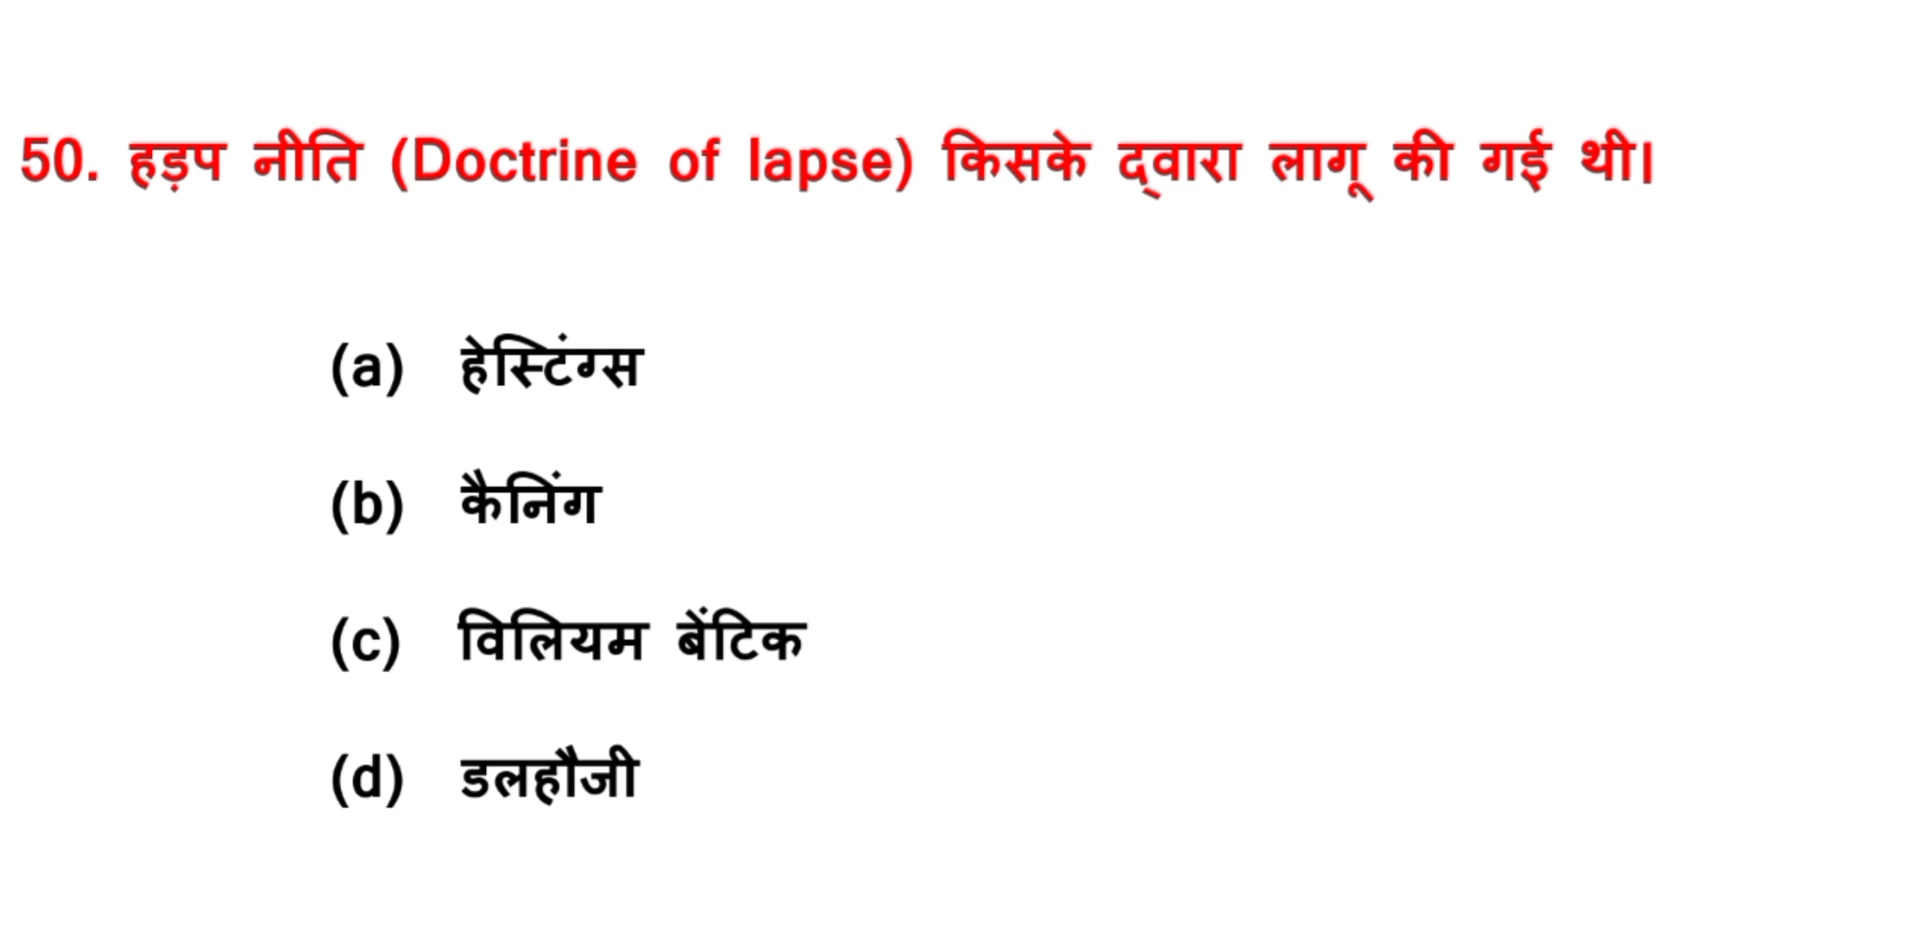 50. हड़प नीति (Doctrine of lapse) किसके द्‌वारा लागू की गई थी।
(a) हेस्टिंग्स
(b) कैनिंग
(c) विलियम बेंटिक
(d) डलहौजी